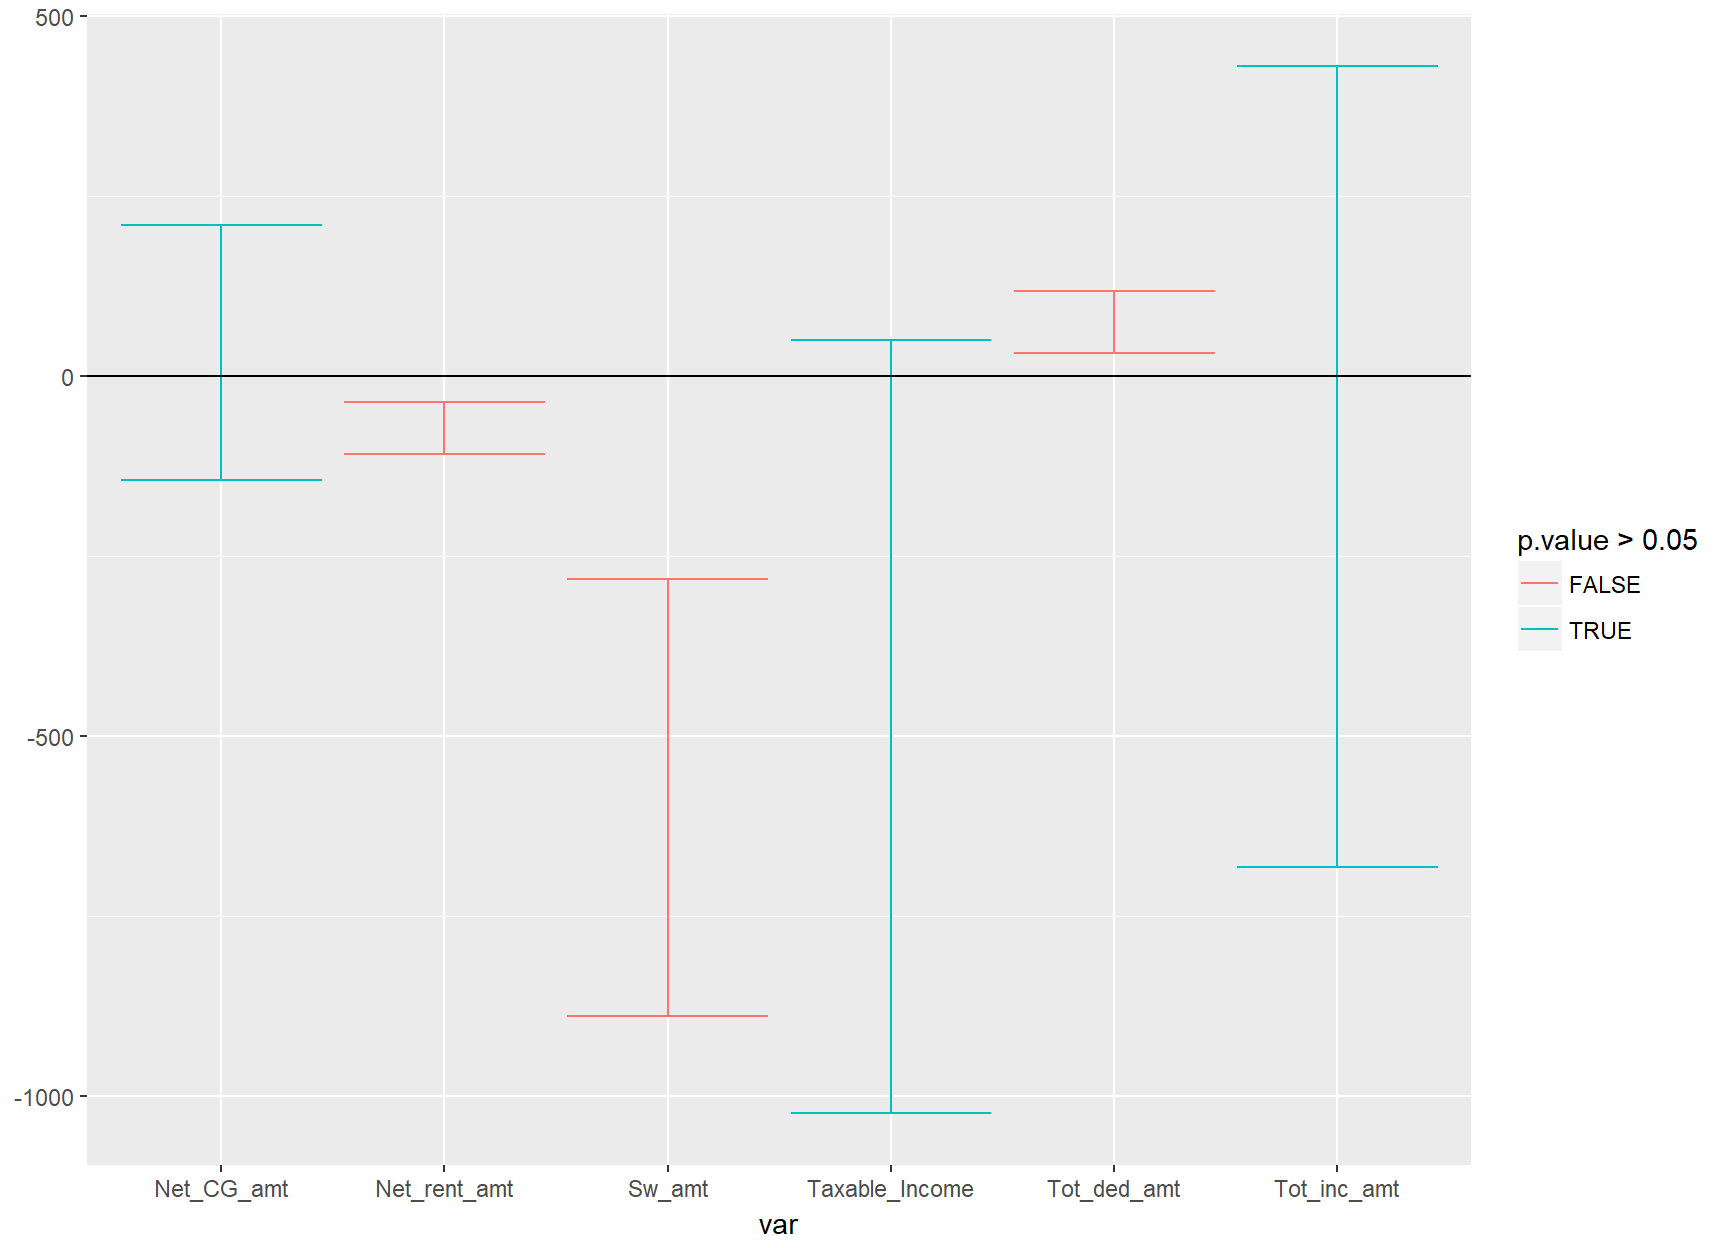 500
0
-500
-1000
Net_CG_amt
Net_rent_amt
Sw_amt
Taxable_Income
Tot_ded_amt
Tot_inc_amt
var
p.value > 0.05
FALSE
TRUE